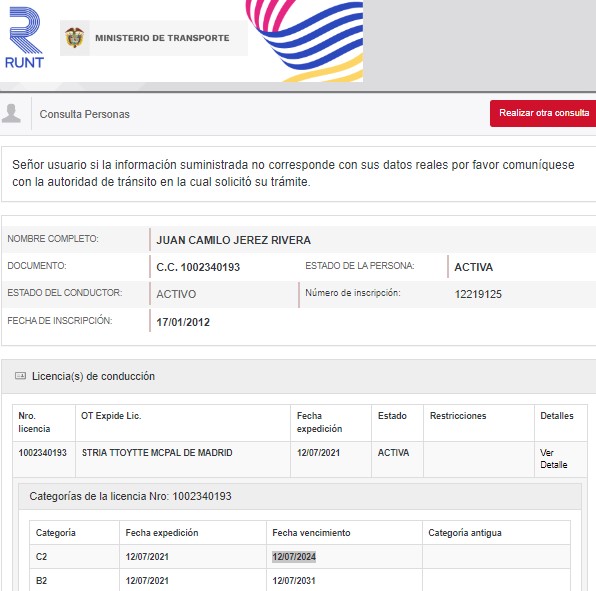 RUNT
MINISTERIO DE TRANSPORTE
Consulta Personas
Realizar otra consulta
Señor usuario si la información suministrada no corresponde con sus datos reales por favor comuníquese
con la autoridad de tránsito en la cual solicitó su trámite.
NOMBRE COMPLETO: JUAN CAMILO JEREZ RIVERA
DOCUMENTO: C.C. 1002340193 ESTADO DE LA PERSONA: ACTIVA
ESTADO DEL CONDUCTOR: ACTIVO Número de inscripción: 12219125
FECHA DE INSCRIPCIÓN: 17/01/2012
Licencia(s) de conducción
Nro. licencia OT Expide Lic. Fecha expedición Estado Restricciones Detalles
1002340193 STRIA TTOYTTE MCPAL DE MADRID 12/07/2021 ACTIVA Ver Detalle
Categorías de la licencia Nro: 1002340193
Categoría Fecha expedición Fecha vencimiento Categoría antigua
C2 12/07/2021 12/07/2024
B2 12/07/2021 12/07/2031